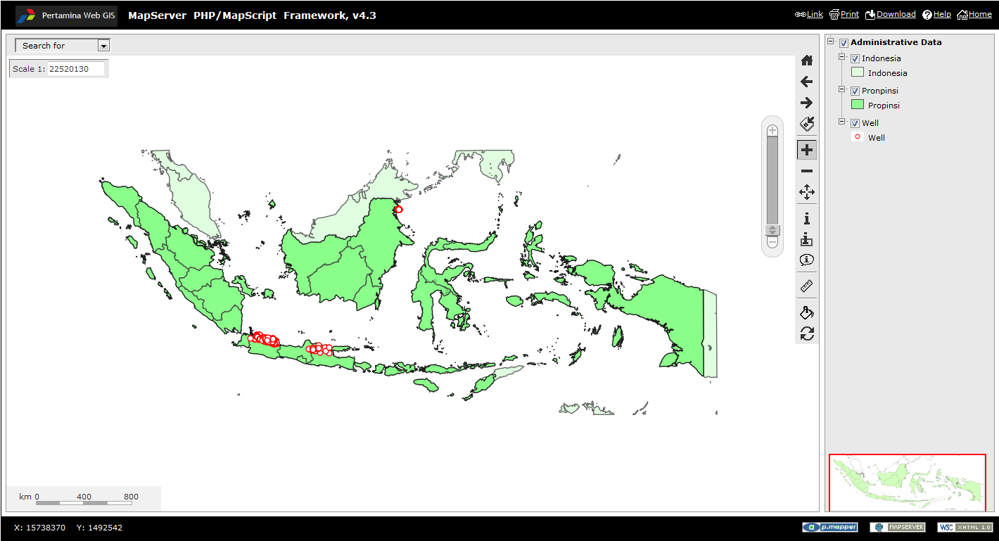 Pertamina Web GIS
MapServer PHP/MapScript Framework, v4.3
Link Print Download Help Home
Search for
Scale 1: 22520130
Administrative Data
Indonesia
Indonesia
Pronpinsi
Propinsi
Well
Well
km 0 400 800
X: 15738370 Y: 1492542
p.mapper
MAPSERVER
W3C XHTML 1.0